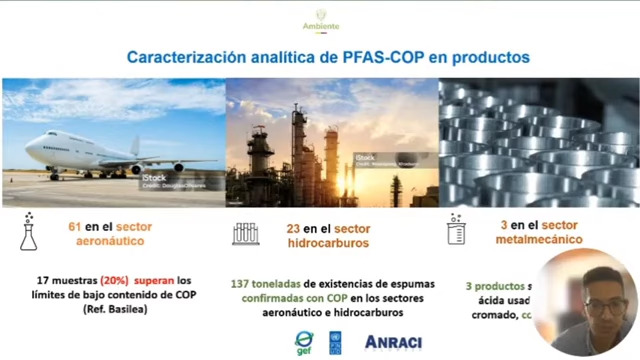 Ambiente
Caracterización analítica de PFAS-COP en productos
iStock
Credit: DouglasOlivares
iStock
Credit:
61 en el sector
aeronáutico
23 en el sector
hidrocarburos
3 en el sector
metalmecánico
17 muestras (20%) superan los
límites de bajo contenido de COP
(Ref. Basilea)
137 toneladas de existencias de espumas
confirmadas con COP en los sectores
aeronáutico e hidrocarburos
3 productos
ácida
cromado,
gef
ANRACI